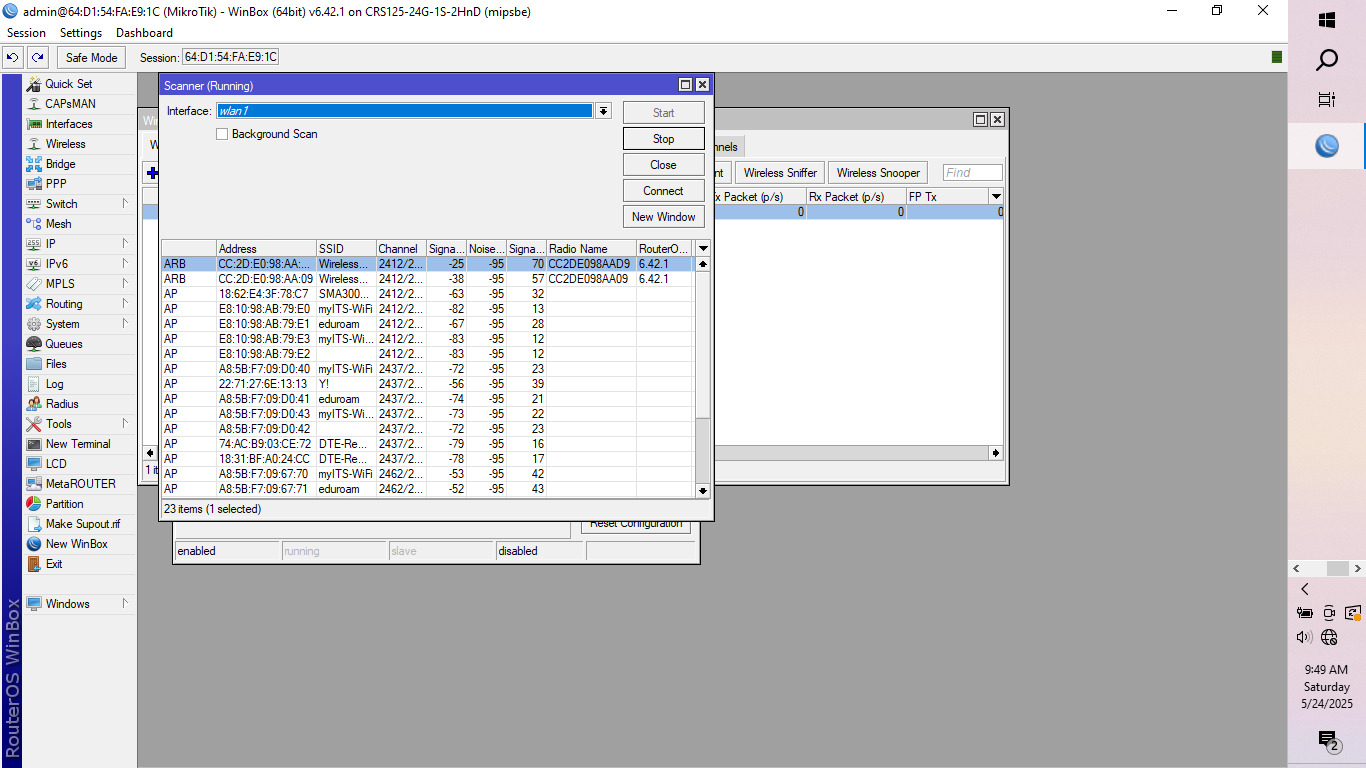 admin@64:D1:54:FA:E9:1C (MikroTik) - WinBox (64bit) v6.42.1 on CRS125-24G-1S-2HnD (mipsbe)
Session Settings Dashboard
Safe Mode Session: 64:D1:54:FA:E9:1C
RouterOS WinBox
Quick Set
CAPsMAN
Interfaces
Wireless
Bridge
PPP
Switch
Mesh
IP
IPv6
MPLS
Routing
System
Queues
Files
Log
Radius
Tools
New Terminal
LCD
MetaROUTER
Partition
Make Supout.rif
New WinBox
Exit
Windows
Scanner (Running)
Interface: wlan1
Background Scan
Start
Stop
Close
Connect
New Window
Address SSID Channel Signa... Noise... Signa... Radio Name RouterO...
ARB CC:2D:E0:98:AA:... Wireless... 2412/2... -25 -95 70 CC2DE098AAD9 6.42.1
ARB CC:2D:E0:98:AA:09 Wireless... 2412/2... -38 -95 57 CC2DE098AA09 6.42.1
AP 18:62:E4:3F:78:C7 SMA300... 2412/2... -63 -95 32
AP E8:10:98:AB:79:E0 myITS-WiFi 2412/2... -82 -95 13
AP E8:10:98:AB:79:E1 eduroam 2412/2... -67 -95 28
AP E8:10:98:AB:79:E3 myITS-Wi... 2412/2... -83 -95 12
AP E8:10:98:AB:79:E2 2412/2... -83 -95 12
AP A8:5B:F7:09:D0:40 myITS-WiFi 2437/2... -72 -95 23
AP 22:71:27:6E:13:13 Y! 2437/2... -56 -95 39
AP A8:5B:F7:09:D0:41 eduroam 2437/2... -74 -95 21
AP A8:5B:F7:09:D0:43 myITS-Wi... 2437/2... -73 -95 22
AP A8:5B:F7:09:D0:42 2437/2... -72 -95 23
AP 74:AC:B9:03:CE:72 DTE-Re... 2437/2... -79 -95 16
AP 18:31:BF:A0:24:CC DTE-Re... 2437/2... -78 -95 17
AP A8:5B:F7:09:67:70 myITS-WiFi 2462/2... -53 -95 42
AP A8:5B:F7:09:67:71 eduroam 2462/2... -52 -95 43
23 items (1 selected)
Wireless Sniffer Wireless Snooper Find
Packet (p/s) Rx Packet (p/s) FP Tx
0 0 0
Reset Configuration
enabled running slave disabled
9:49 AM
Saturday
5/24/2025
2